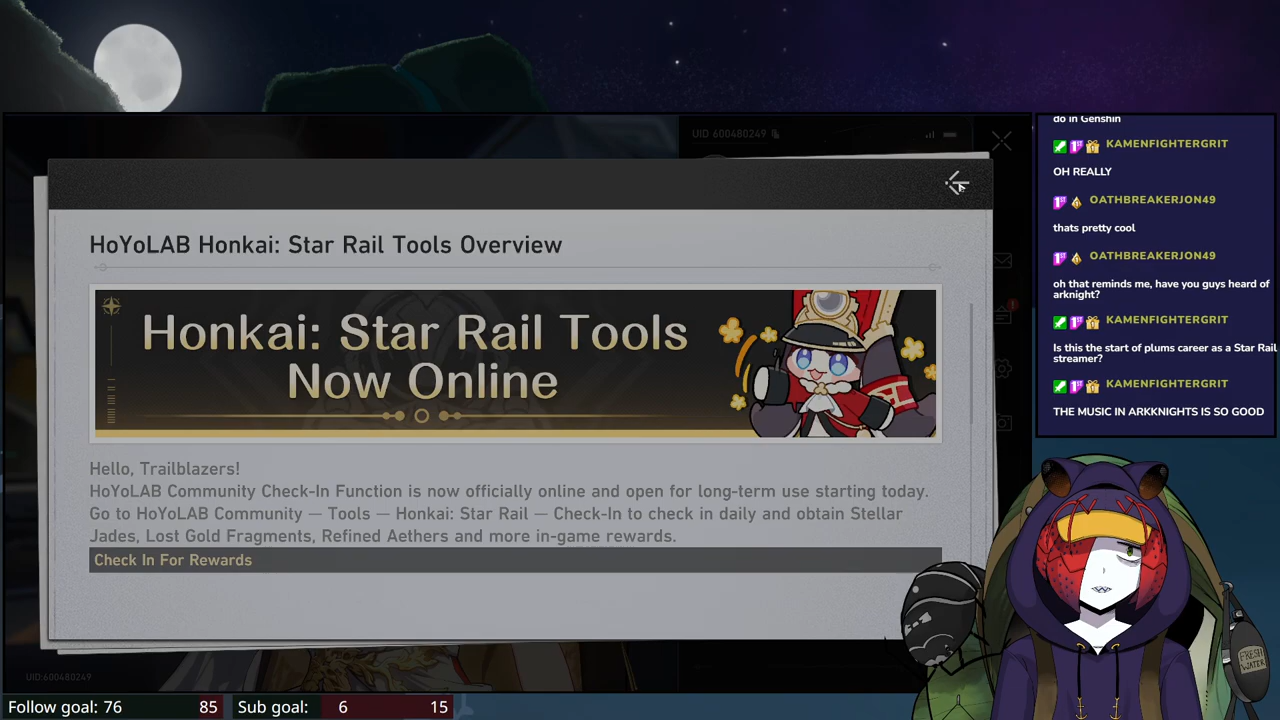 UID 600480249
HoYoLAB Honkai: Star Rail Tools Overview
Honkai: Star Rail Tools
Now Online
Hello, Trailblazers!
HoYoLAB Community Check-In Function is now officially online and open for long-term use starting today.
Go to HoYoLAB Community — Tools — Honkai: Star Rail — Check-In to check in daily and obtain Stellar
Jades, Lost Gold Fragments, Refined Aethers and more in-game rewards.
Check In For Rewards
UID:600480249
Follow goal: 76 85 Sub goal: 6 15
do in Genshin
KAMENFIGHTERGRIT
OH REALLY
OATHBREAKERJON49
thats pretty cool
OATHBREAKERJON49
oh that reminds me, have you guys heard of
arknight?
KAMENFIGHTERGRIT
Is this the start of plums career as a Star Rail
streamer?
KAMENFIGHTERGRIT
THE MUSIC IN ARKKNIGHTS IS SO GOOD
FRESH
WATER